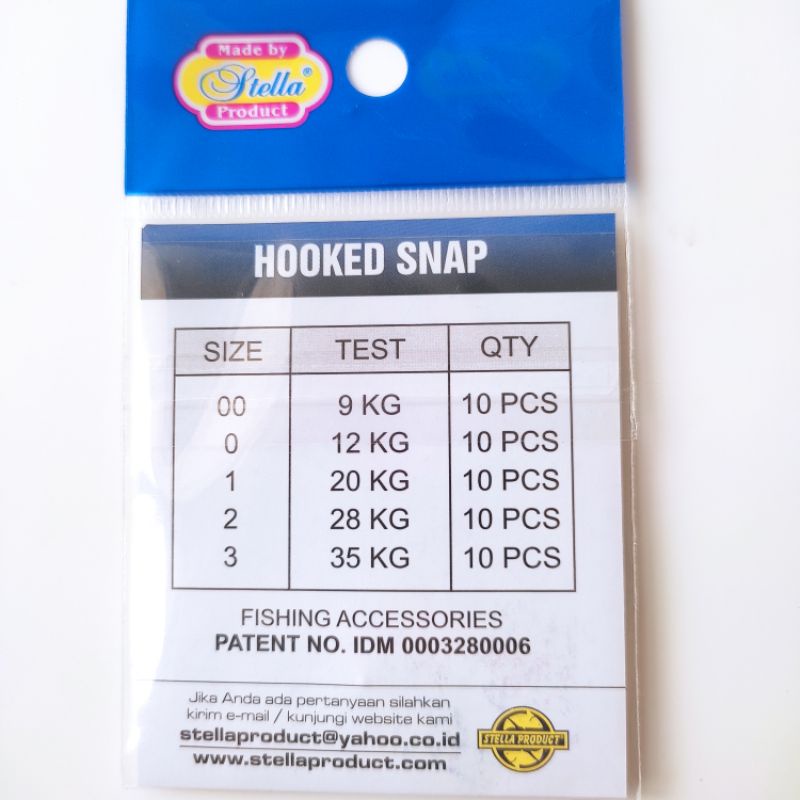 Made by
Stella®
Product
HOOKED SNAP
SIZE TEST QTY
00 9 KG 10 PCS
0 12 KG 10 PCS
1 20 KG 10 PCS
2 28 KG 10 PCS
3 35 KG 10 PCS
FISHING ACCESSORIES
PATENT NO. IDM 0003280006
Jika Anda ada pertanyaan silahkan
kirim e-mail / kunjungi website kami
stellaproduct@yahoo.co.id
www.stellaproduct.com
STELLA PRODUCT